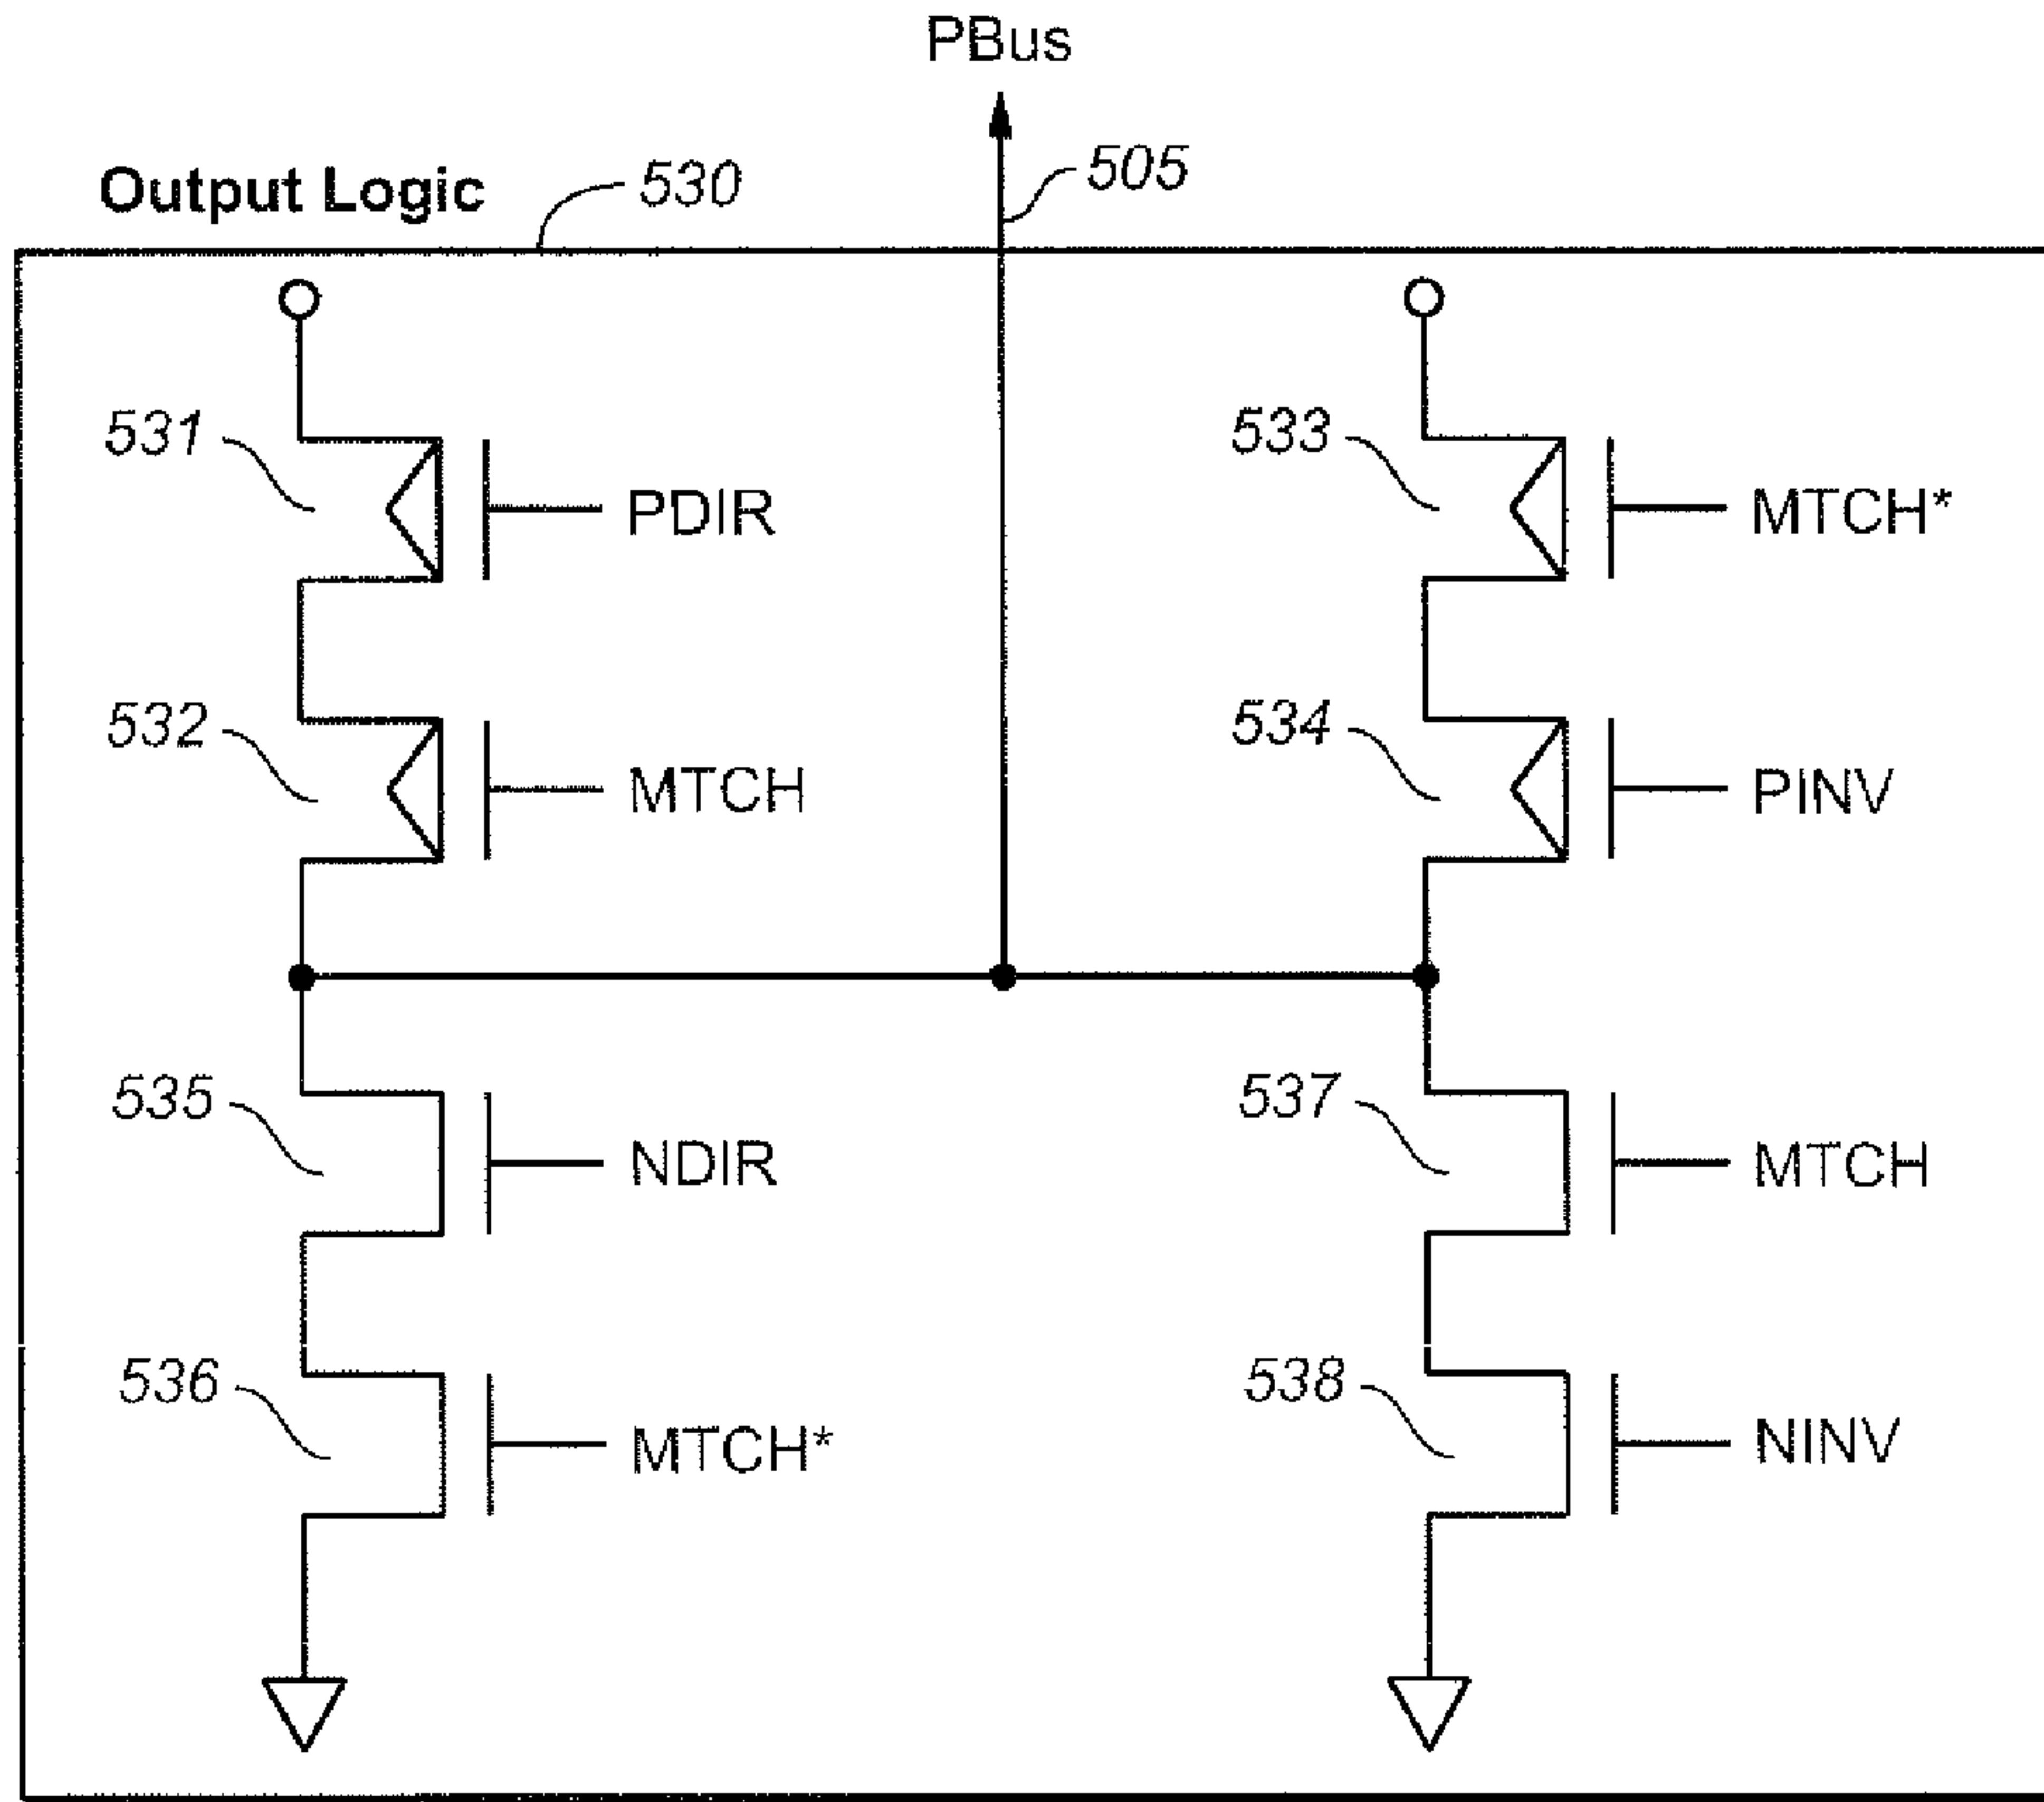 PBus
505
Output Logic
530
531
PDIR
533
MTCH*
532
MTCH
534
PINV
535
NDIR
537
MTCH
536
MTCH*
538
NINV